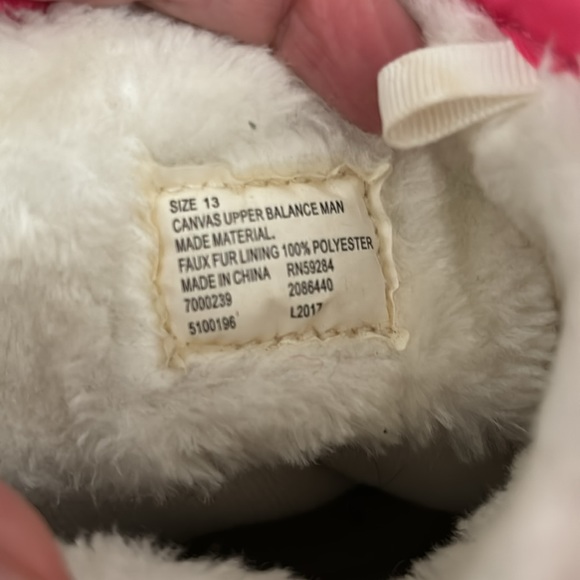 SIZE 13
CANVAS UPPER BALANCE MAN
MADE MATERIAL.
FAUX FUR LINING 100% POLYESTER
MADE IN CHINA RN59284
7000239 2086440
5100196 L2017